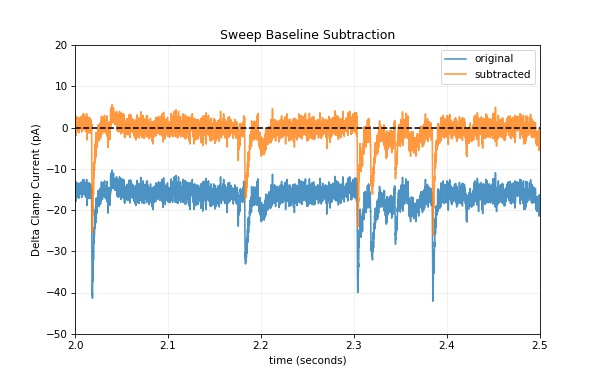 Sweep Baseline Subtraction
original
subtracted
20
10
0
−10
−20
−30
−40
−50
Delta Clamp Current (pA)
2.0 2.1 2.2 2.3 2.4 2.5
time (seconds)